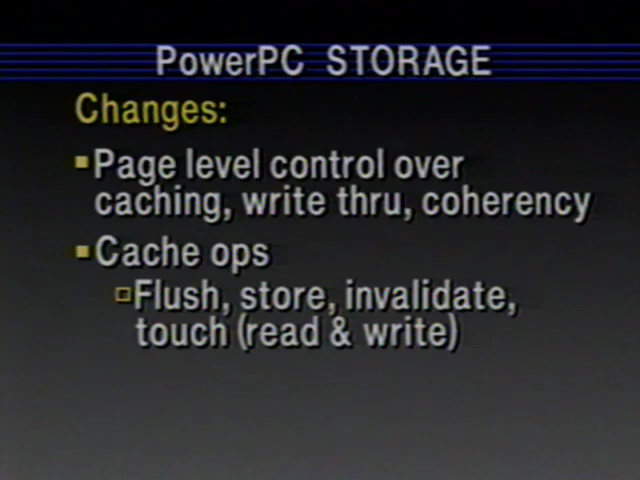 PowerPC STORAGE
Changes:
Page level control over
caching, write thru, coherency
Cache ops
Flush, store, invalidate,
touch (read & write)